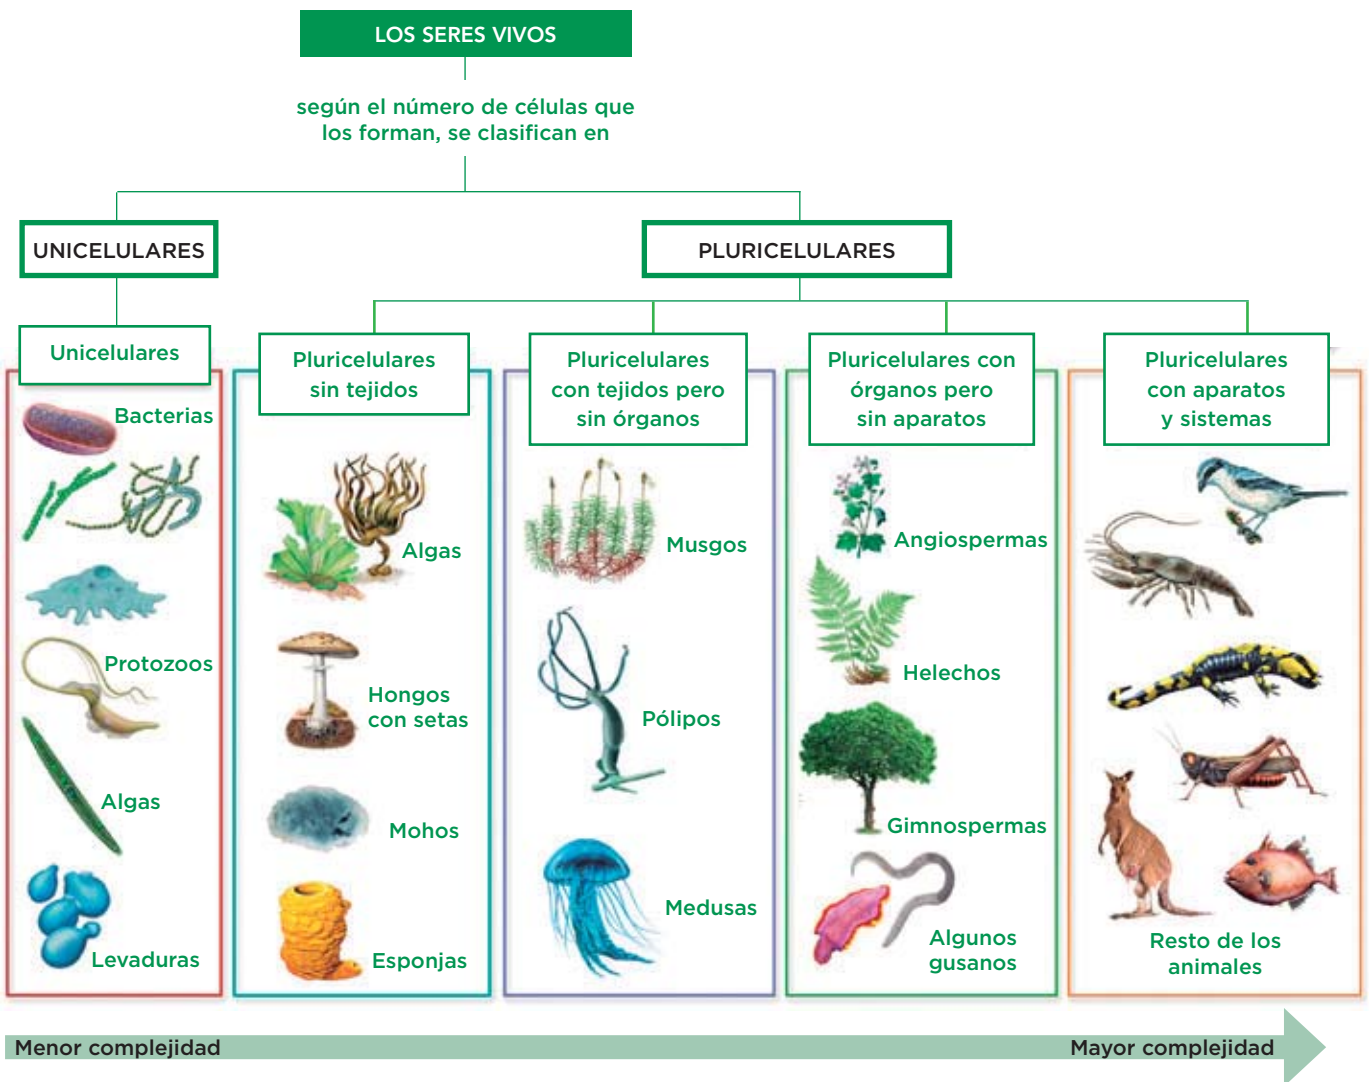 LOS SERES VIVOS
según el número de células que
los forman, se clasifican en
UNICELULARES
PLURICELULARES
Unicelulares
Bacterias
Protozoos
Algas
Levaduras
Pluricelulares
sin tejidos
Algas
Hongos
con setas
Mohos
Esponjas
Pluricelulares
con tejidos pero
sin órganos
Musgos
Pólipos
Medusas
Pluricelulares con
órganos pero
sin aparatos
Angiospermas
Helechos
Gimnospermas
Algunos
gusanos
Pluricelulares
con aparatos
y sistemas
Resto de los
animales
Menor complejidad
Mayor complejidad